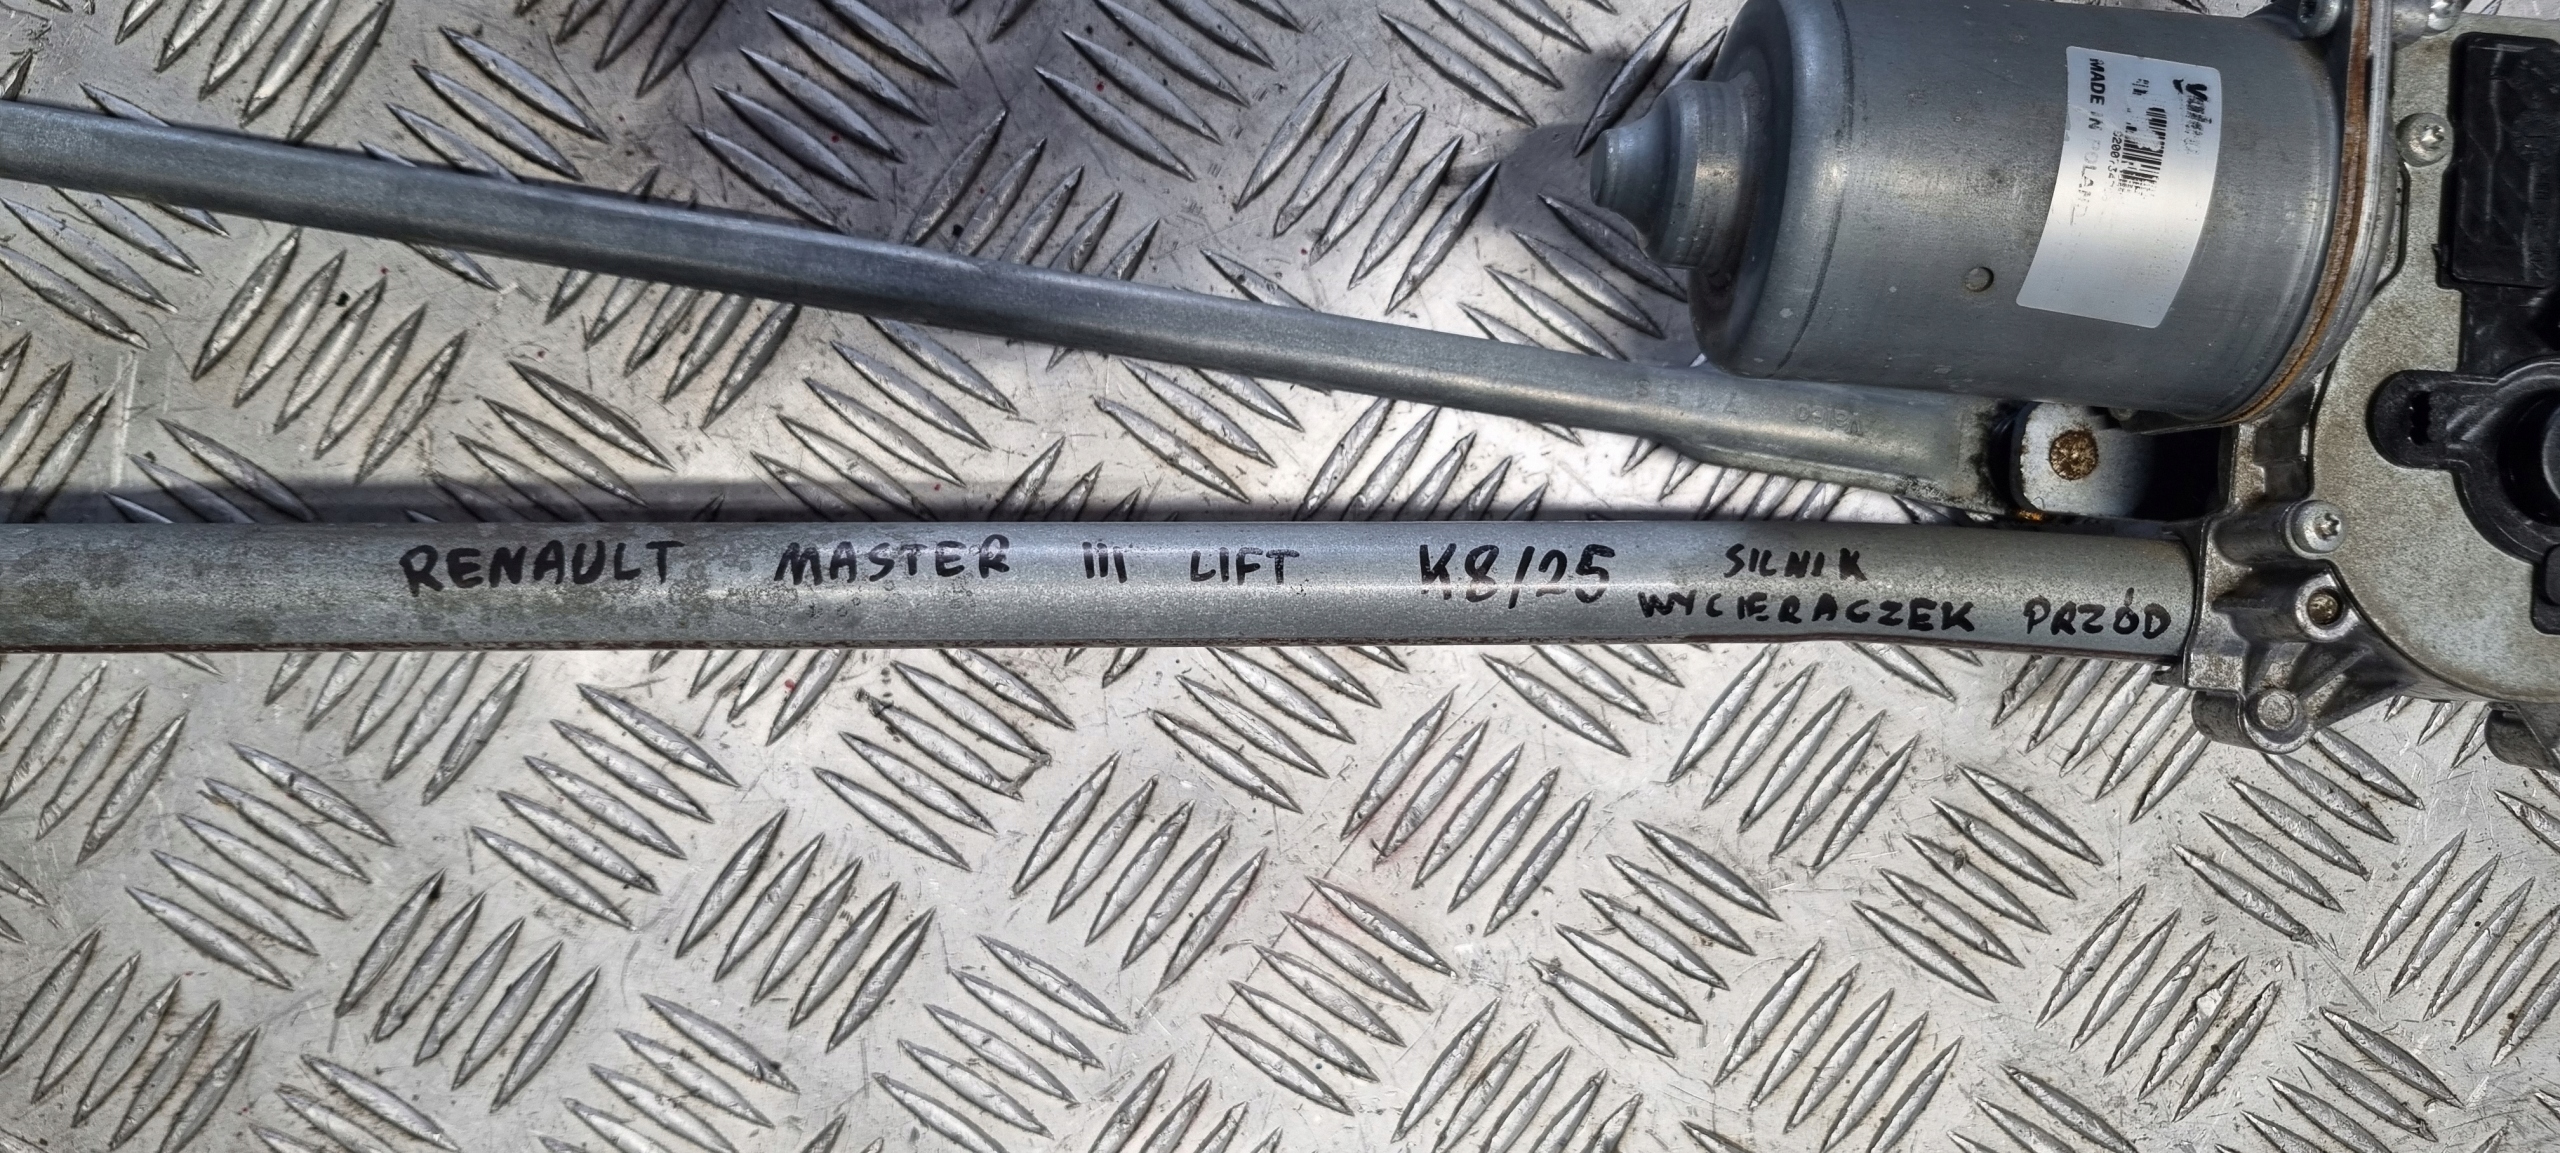 MADE IN POLAND
RENAULT MASTER III LIFT K8/25 SILNIK
WYCIERACZEK PRZÓD